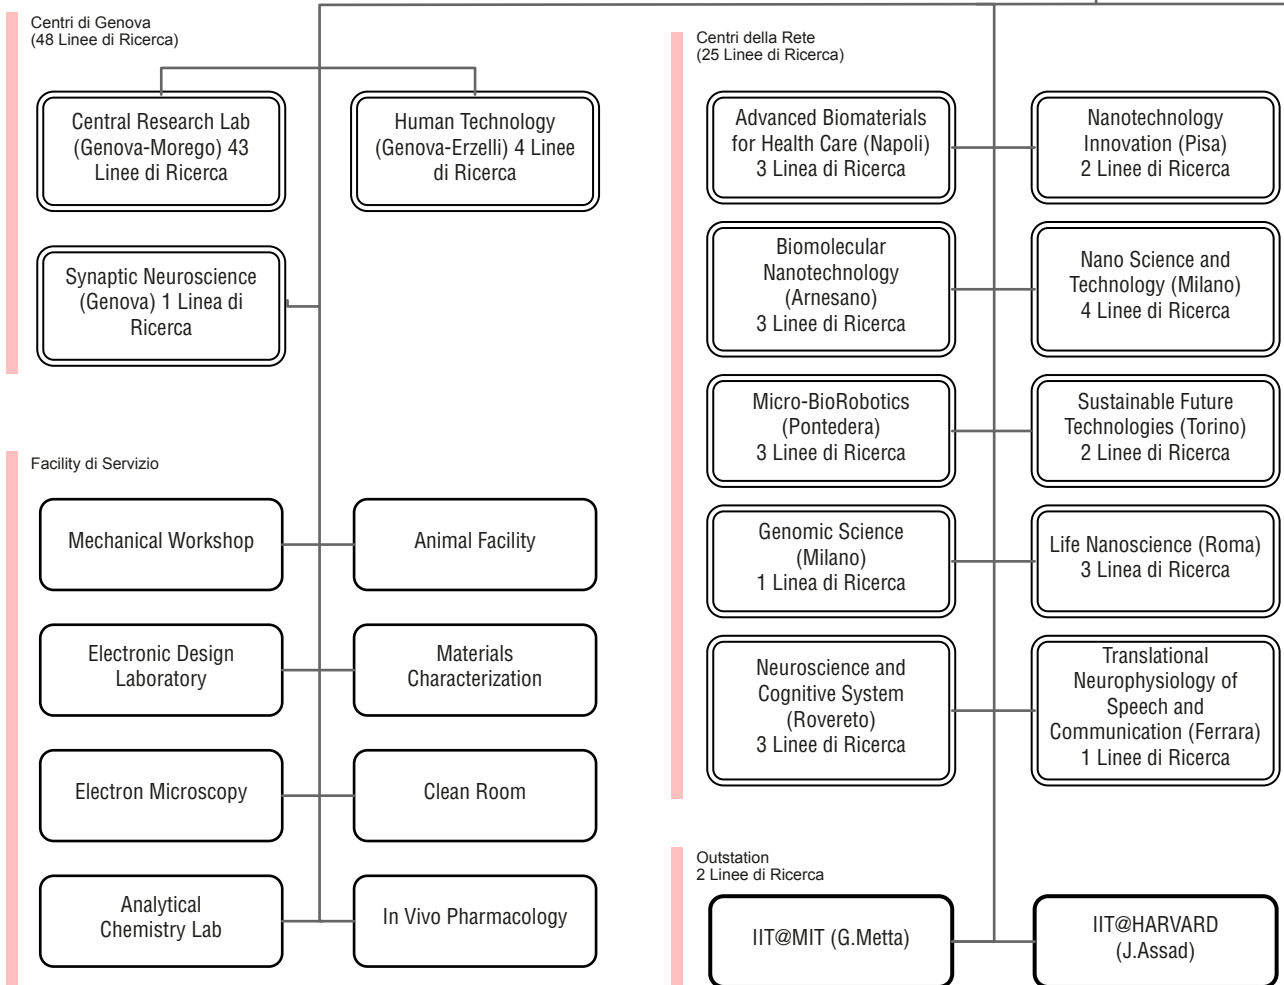 Centri di Genova
(48 Linee di Ricerca)
Central Research Lab
(Genova-Morego) 43
Linee di Ricerca
Human Technology
(Genova-Erzelli) 4 Linee
di Ricerca
Synaptic Neuroscience
(Genova) 1 Linea di
Ricerca
Facility di Servizio
Mechanical Workshop
Animal Facility
Electronic Design
Laboratory
Materials
Characterization
Electron Microscopy
Clean Room
Analytical
Chemistry Lab
In Vivo Pharmacology
Centri della Rete
(25 Linee di Ricerca)
Advanced Biomaterials
for Health Care (Napoli)
3 Linea di Ricerca
Nanotechnology
Innovation (Pisa)
2 Linee di Ricerca
Biomolecular
Nanotechnology
(Arnesano)
3 Linee di Ricerca
Nano Science and
Technology (Milano)
4 Linee di Ricerca
Micro-BioRobotics
(Pontedera)
3 Linee di Ricerca
Sustainable Future
Technologies (Torino)
2 Linee di Ricerca
Genomic Science
(Milano)
1 Linea di Ricerca
Life Nanoscience (Roma)
3 Linea di Ricerca
Neuroscience and
Cognitive System
(Rovereto)
3 Linee di Ricerca
Translational
Neurophysiology of
Speech and
Communication (Ferrara)
1 Linee di Ricerca
Outstation
2 Linee di Ricerca
IIT@MIT (G.Metta)
IIT@HARVARD
(J.Assad)